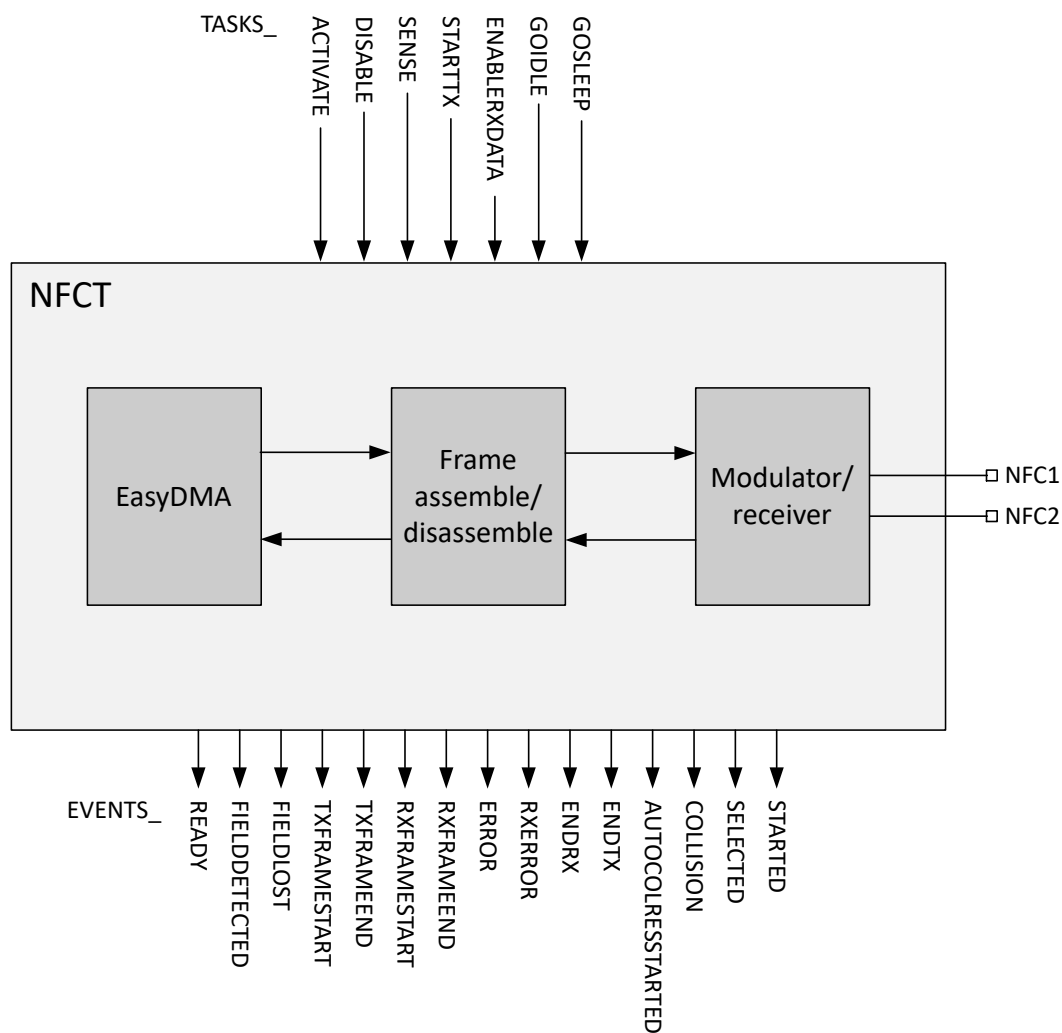 TASKS_
ACTIVATE
DISABLE
SENSE
STARTTX
ENABLERXDATA
GOIDLE
GOSLEEP
NFCT
EasyDMA
Frame
assemble/
disassemble
Modulator/
receiver
NFC1
NFC2
EVENTS_
READY
FIELDDETECTED
FIELDLOST
TXFRAMESTART
TXFRAMEEND
RXFRAMESTART
RXFRAMEEND
ERROR
RXERROR
ENDRX
ENDTX
AUTOCOLRESSTARTED
COLLISION
SELECTED
STARTED